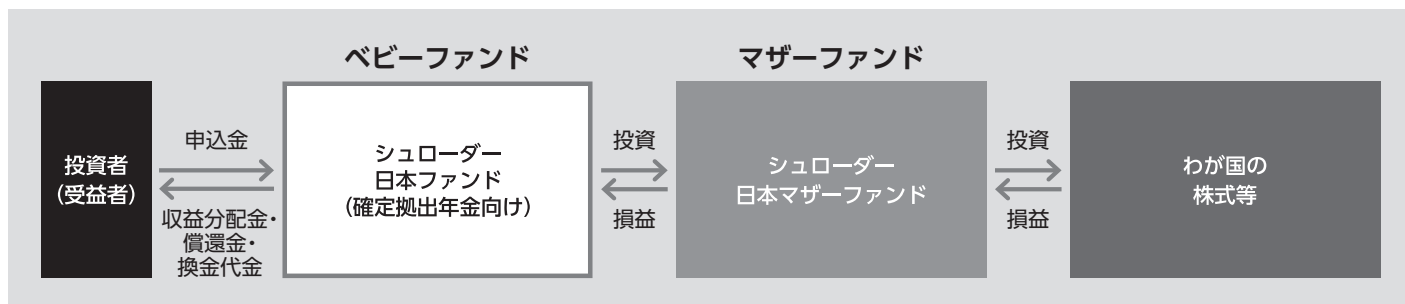 ベビーファンド
マザーファンド
投資者
(受益者)
申込金
収益分配金・
償還金・
換金代金
シュローダー
日本ファンド
(確定拠出年金向け)
投資
損益
シュローダー
日本マザーファンド
投資
損益
わが国の
株式等